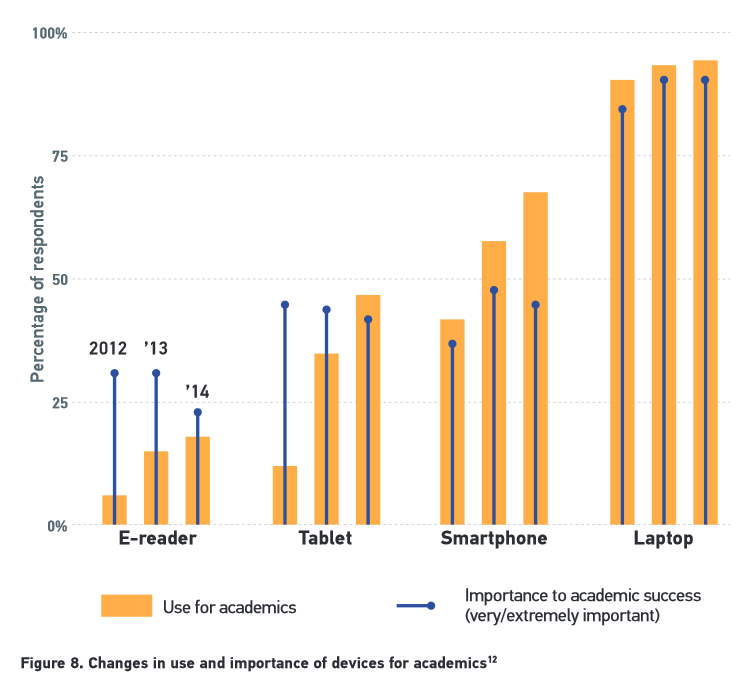 100%
75
50
25
0%
Percentage of respondents
2012
’13
’14
E-reader
Tablet
Smartphone
Laptop
Use for academics
Importance to academic success
(very/extremely important)
Figure 8. Changes in use and importance of devices for academics¹²